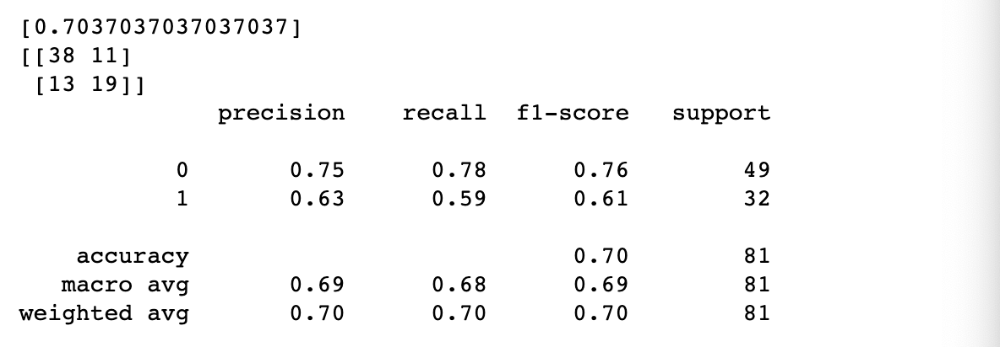 [0.7037037037037037]
[[38 11]
 [13 19]]
              precision    recall  f1-score   support

           0       0.75      0.78      0.76        49
           1       0.63      0.59      0.61        32

    accuracy                           0.70        81
   macro avg       0.69      0.68      0.69        81
weighted avg       0.70      0.70      0.70        81